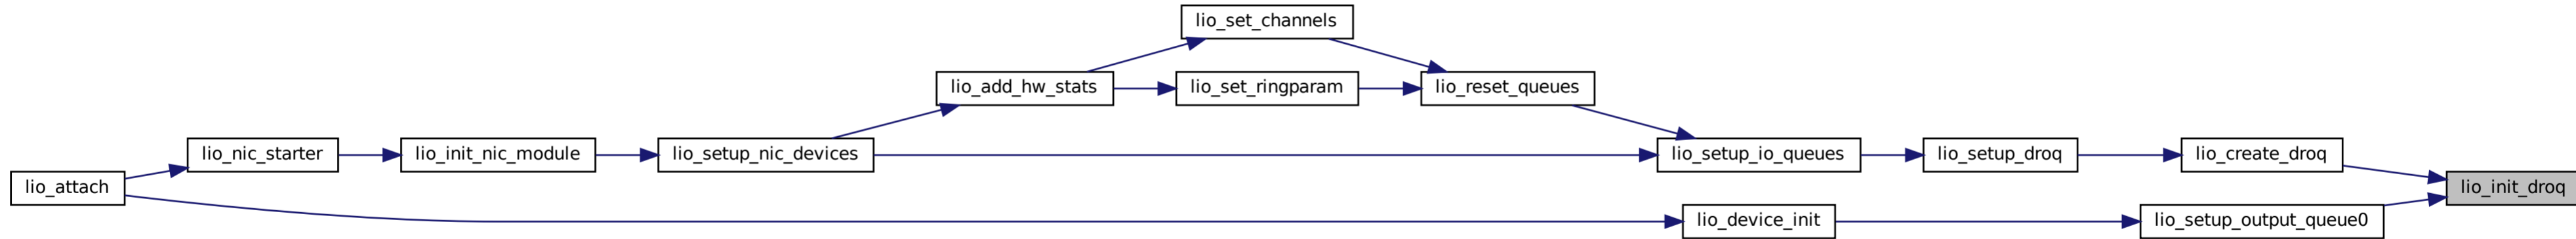 lio_set_channels
lio_add_hw_stats
lio_set_ringparam
lio_reset_queues
lio_nic_starter
lio_init_nic_module
lio_setup_nic_devices
lio_setup_io_queues
lio_setup_droq
lio_create_droq
lio_attach
lio_init_droq
lio_device_init
lio_setup_output_queue0